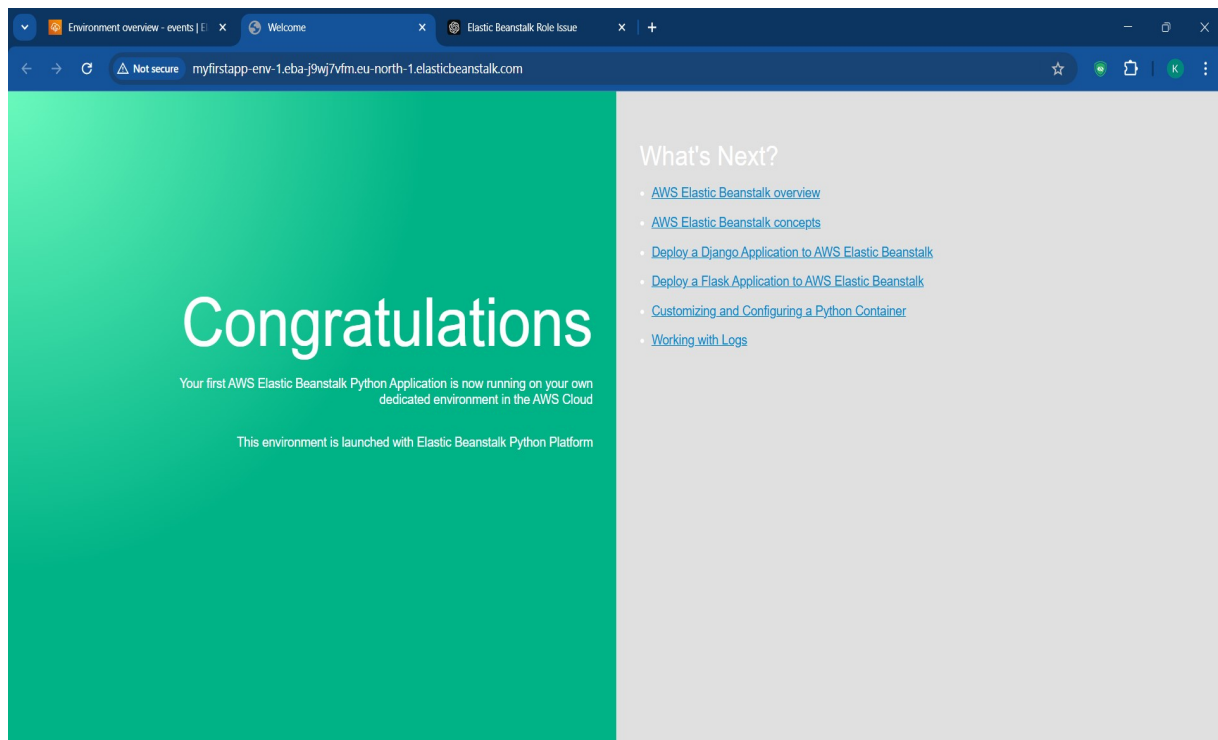 Environment overview - events | El
Welcome
Elastic Beanstalk Role Issue
Not secure
myfirstapp-env-1.eba-j9wj7vfm.eu-north-1.elasticbeanstalk.com
K
Congratulations
Your first AWS Elastic Beanstalk Python Application is now running on your own
dedicated environment in the AWS Cloud
This environment is launched with Elastic Beanstalk Python Platform
What's Next?
AWS Elastic Beanstalk overview
AWS Elastic Beanstalk concepts
Deploy a Django Application to AWS Elastic Beanstalk
Deploy a Flask Application to AWS Elastic Beanstalk
Customizing and Configuring a Python Container
Working with Logs